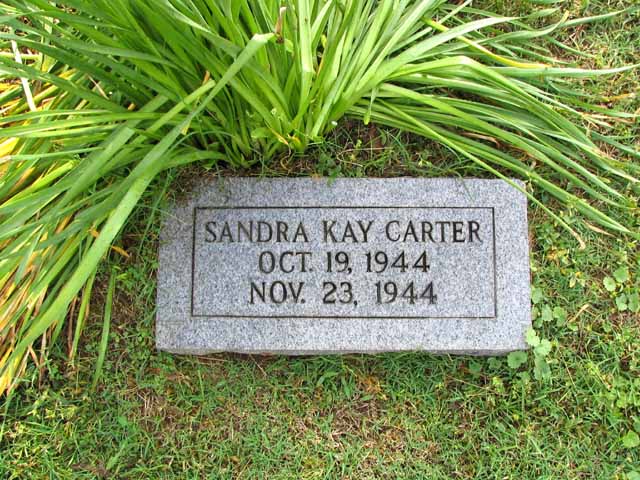 SANDRA KAY CARTER
OCT. 19, 1944
NOV. 23, 1944